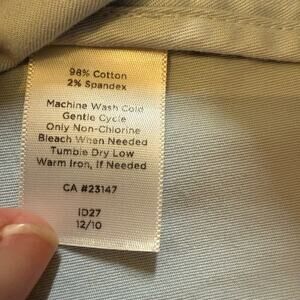 98% Cotton
2% Spandex
Machine Wash Cold
Gentle Cycle
Only Non-Chlorine
Bleach When Needed
Tumble Dry Low
Warm Iron, If Needed
CA #23147
ID27
12/10